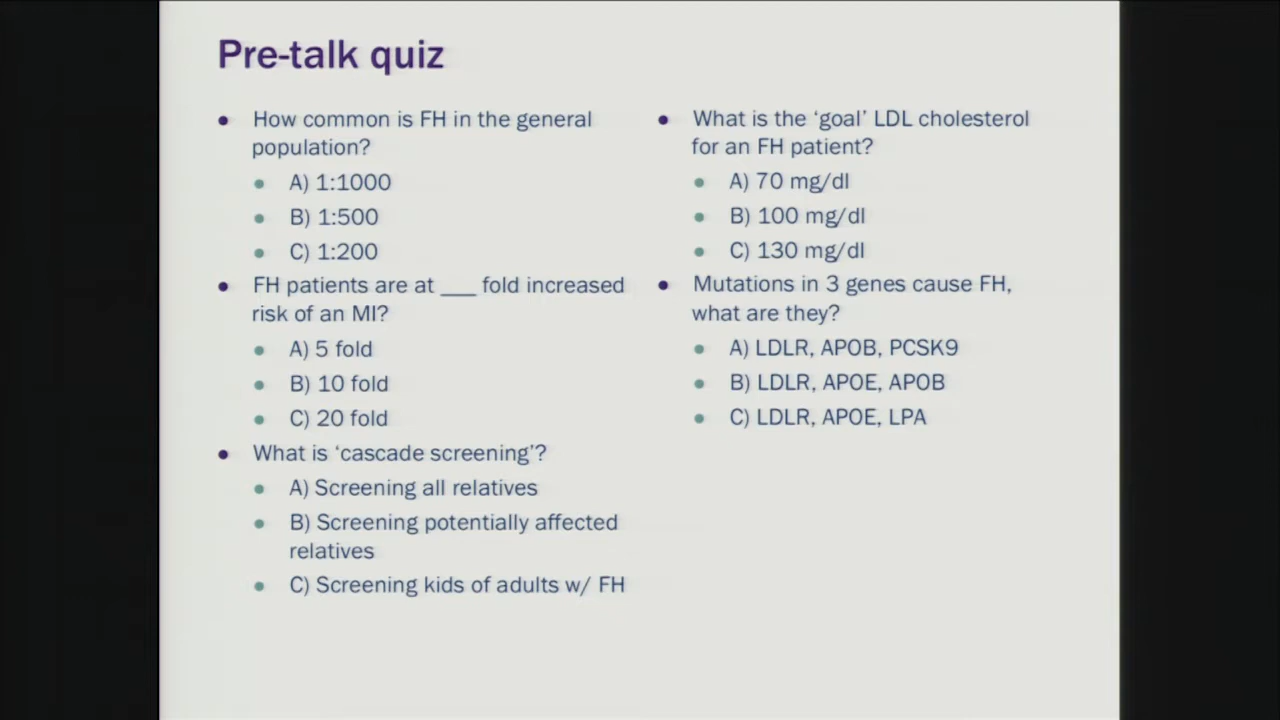 Pre-talk quiz
• How common is FH in the general
population?
• A) 1:1000
• B) 1:500
• C) 1:200
• FH patients are at ___ fold increased
risk of an MI?
• A) 5 fold
• B) 10 fold
• C) 20 fold
• What is ‘cascade screening’?
• A) Screening all relatives
• B) Screening potentially affected
relatives
• C) Screening kids of adults w/ FH
• What is the ‘goal’ LDL cholesterol
for an FH patient?
• A) 70 mg/dl
• B) 100 mg/dl
• C) 130 mg/dl
• Mutations in 3 genes cause FH,
what are they?
• A) LDLR, APOB, PCSK9
• B) LDLR, APOE, APOB
• C) LDLR, APOE, LPA